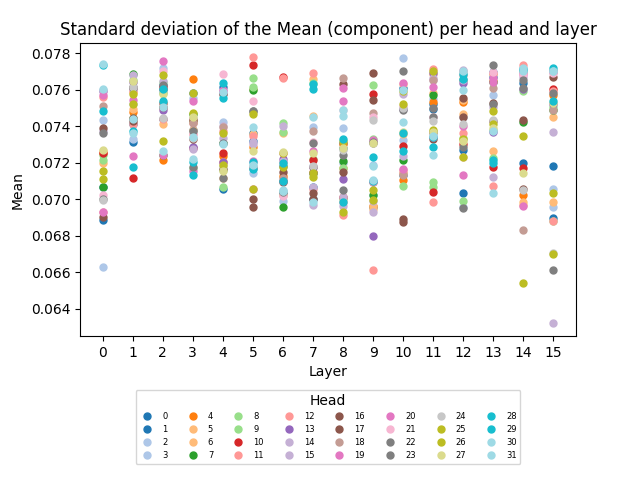 Standard deviation of the Mean (component) per head and layer
0.078
0.076
0.074
0.072
0.070
0.068
0.066
0.064
Mean
0 1 2 3 4 5 6 7 8 9 10 11 12 13 14 15
Layer
Head
0 4 8 12 16 20 24 28
1 5 9 13 17 21 25 29
2 6 10 14 18 22 26 30
3 7 11 15 19 23 27 31